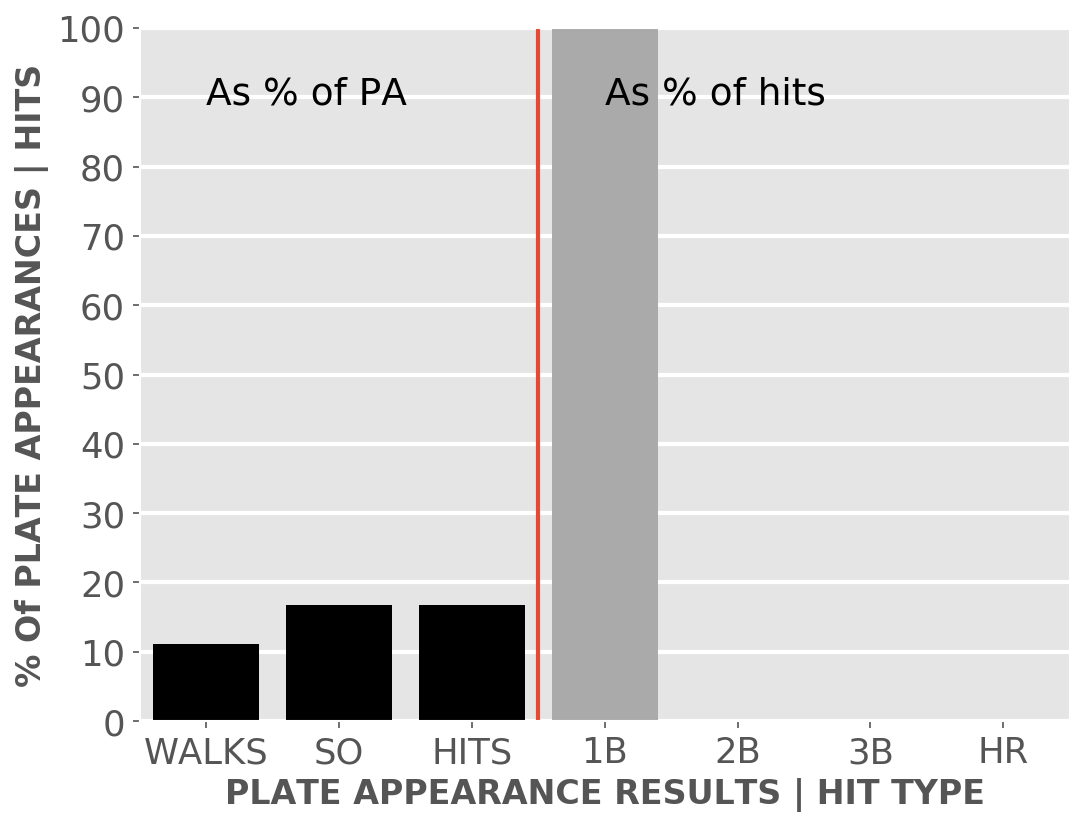 % Of PLATE APPEARANCES | HITS
100
90
80
70
60
50
40
30
20
10
0
As % of PA
As % of hits
WALKS SO HITS 1B 2B 3B HR
PLATE APPEARANCE RESULTS | HIT TYPE